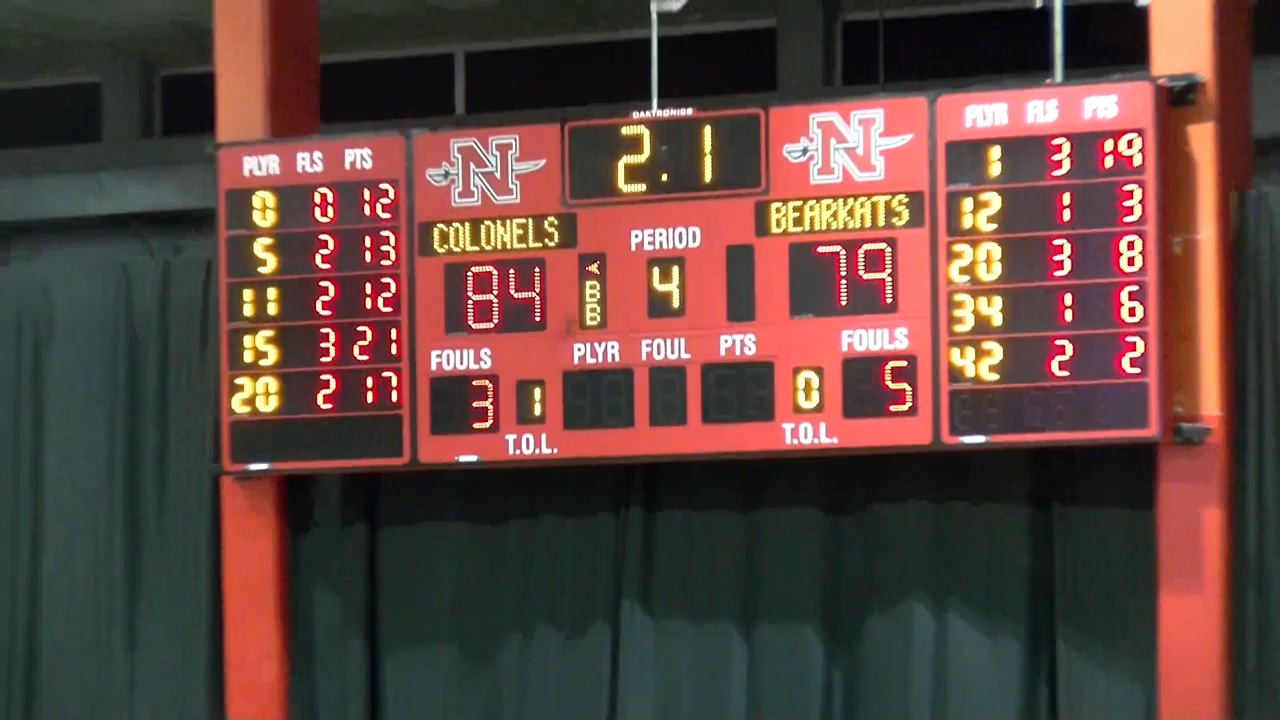 DAKTRONICS
2.1
N
N
COLONELS
BEARKATS
84
PERIOD
4
79
B
B
FOULS
3
1
T.O.L.
PLYR FOUL PTS
FOULS
0
5
T.O.L.
PLYR FLS PTS
0 0 12
5 2 13
11 2 12
15 3 21
20 2 17
PLYR FLS PTS
1 3 19
12 1 3
20 3 8
34 1 6
42 2 2